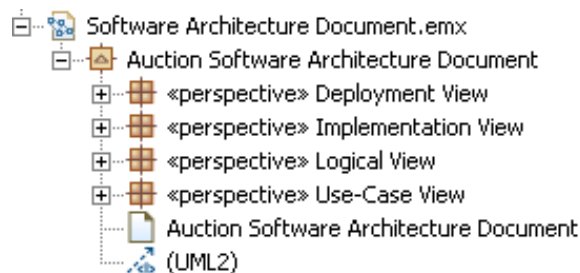 Software Architecture Document.emx
Auction Software Architecture Document
«perspective» Deployment View
«perspective» Implementation View
«perspective» Logical View
«perspective» Use-Case View
Auction Software Architecture Document
(UML2)